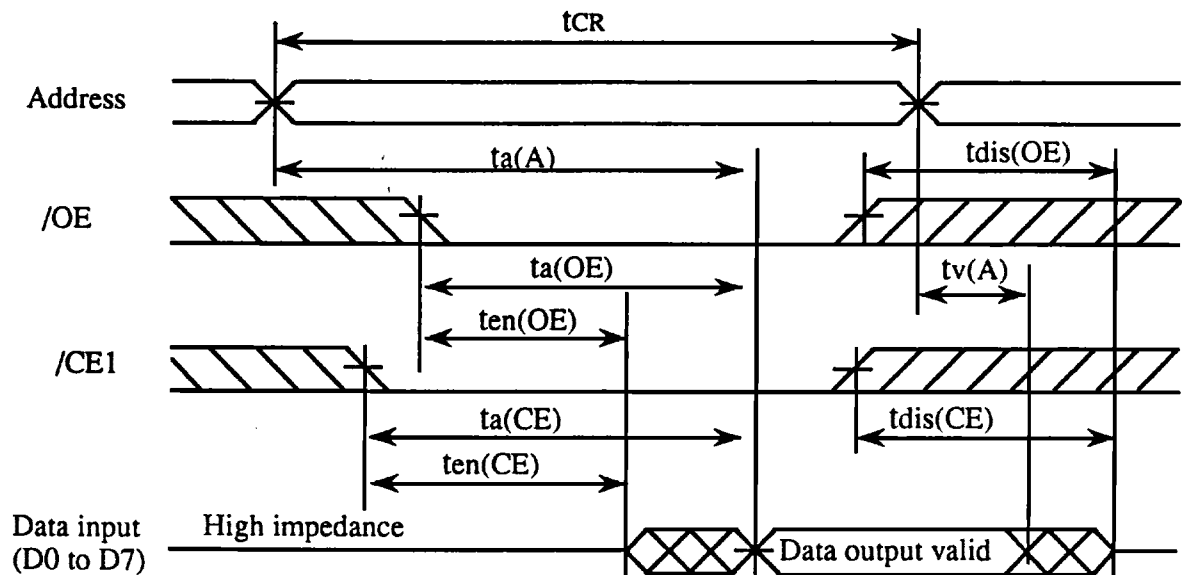 tCR
Address
ta(A)
tdis(OE)
/OE
ta(OE)
tv(A)
ten(OE)
/CE1
ta(CE)
tdis(CE)
ten(CE)
Data input
(D0 to D7)
High impedance
Data output valid